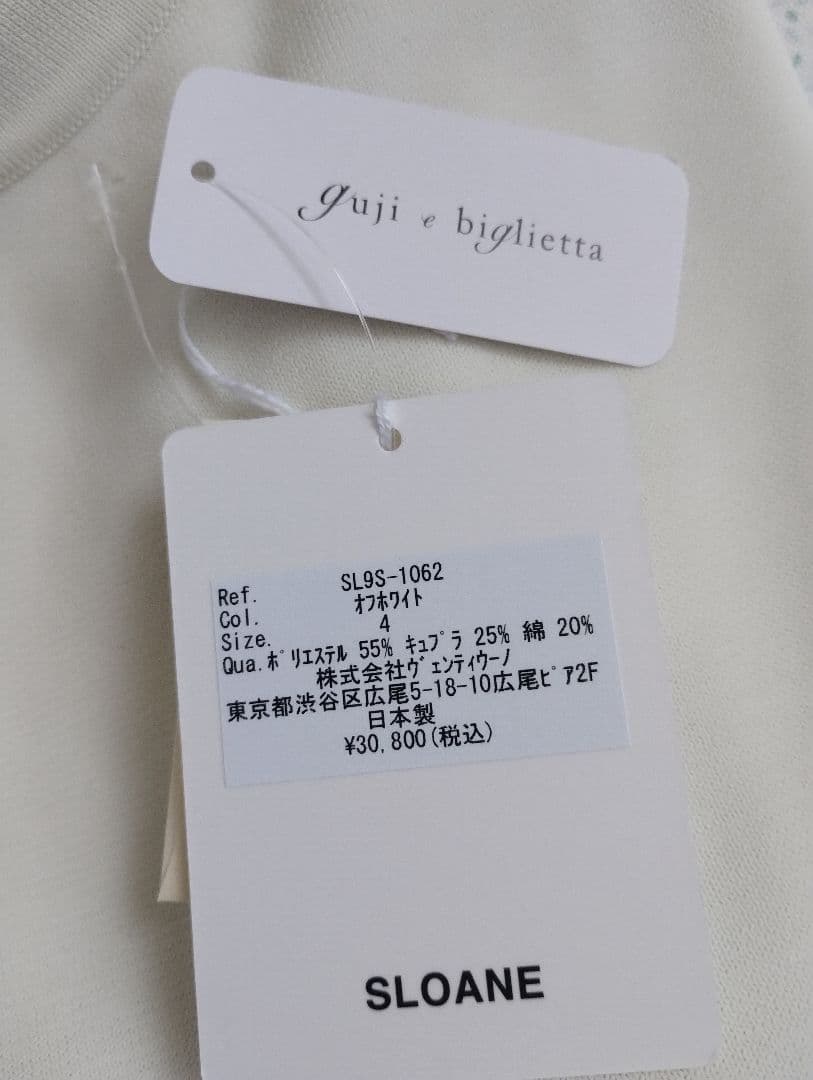 guji e biglietta
Ref. SL9S-1062
Col. ｵﾌﾎﾜｲﾄ
Size. 4
Qua.ﾎﾟﾘｴｽﾃﾙ 55% ｷｭﾌﾟﾗ 25% 綿 20%
株式会社ｳﾞｪﾝﾃｨｳｰﾉ
東京都渋谷区広尾5-18-10広尾ﾋﾟｱ2F
日本製
¥30,800(税込)
SLOANE